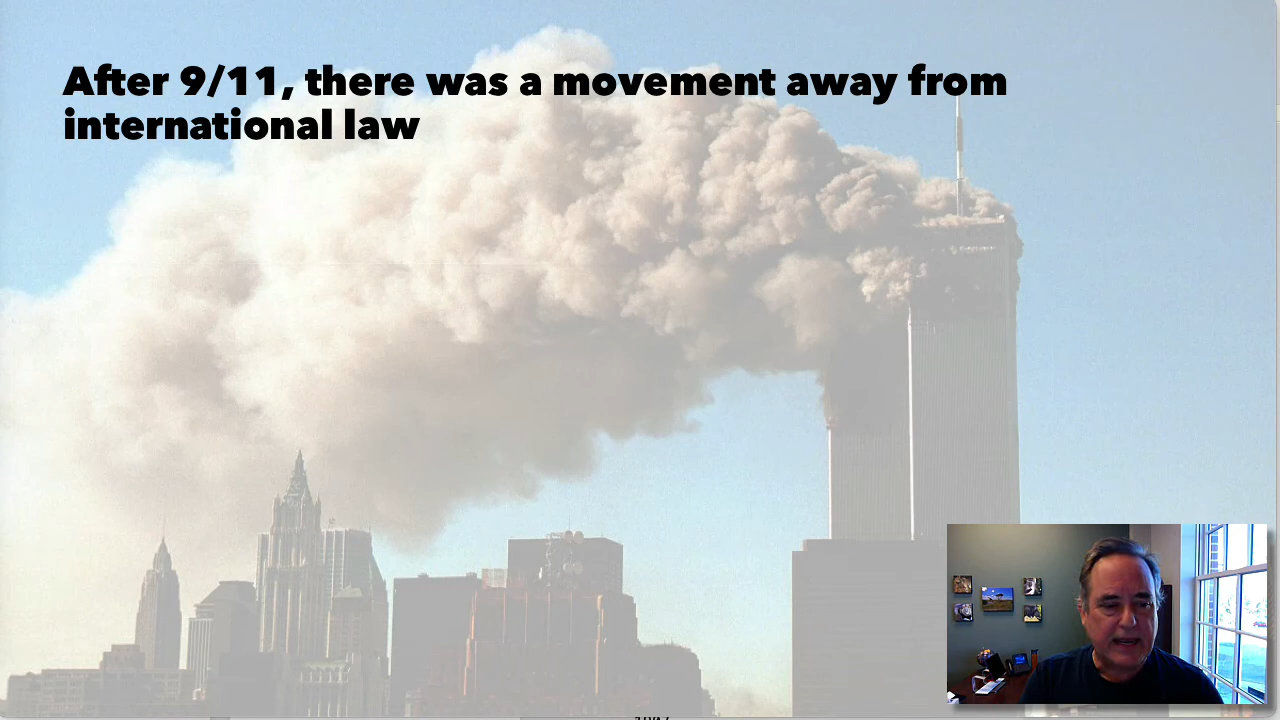 After 9/11, there was a movement away from
international law